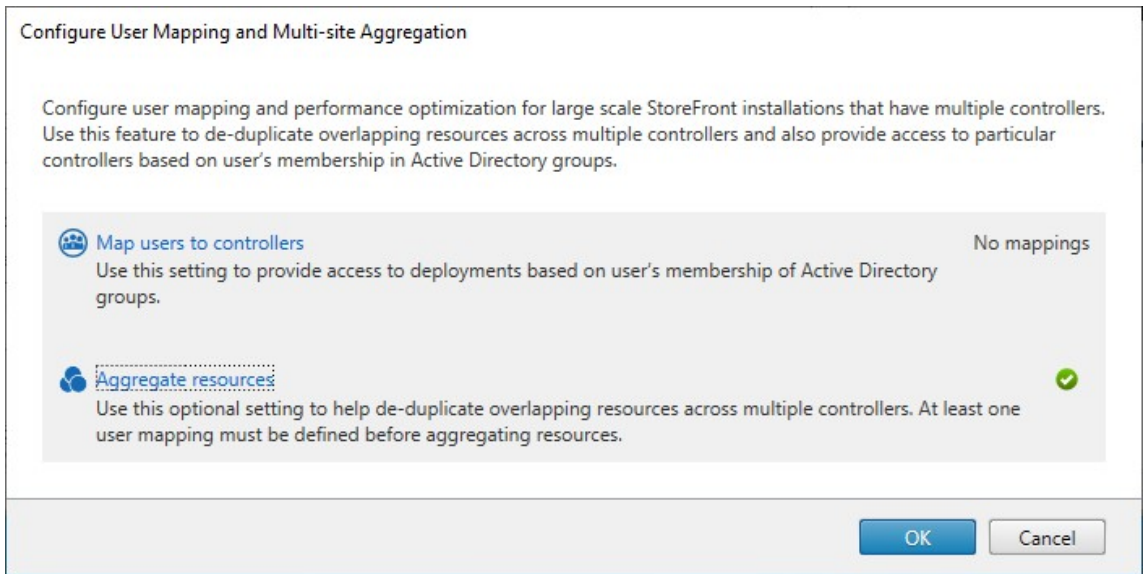 Configure User Mapping and Multi-site Aggregation
Configure user mapping and performance optimization for large scale StoreFront installations that have multiple controllers.
Use this feature to de-duplicate overlapping resources across multiple controllers and also provide access to particular
controllers based on user's membership in Active Directory groups.
Map users to controllers
No mappings
Use this setting to provide access to deployments based on user's membership of Active Directory
groups.
Aggregate resources
Use this optional setting to help de-duplicate overlapping resources across multiple controllers. At least one
user mapping must be defined before aggregating resources.
OK
Cancel